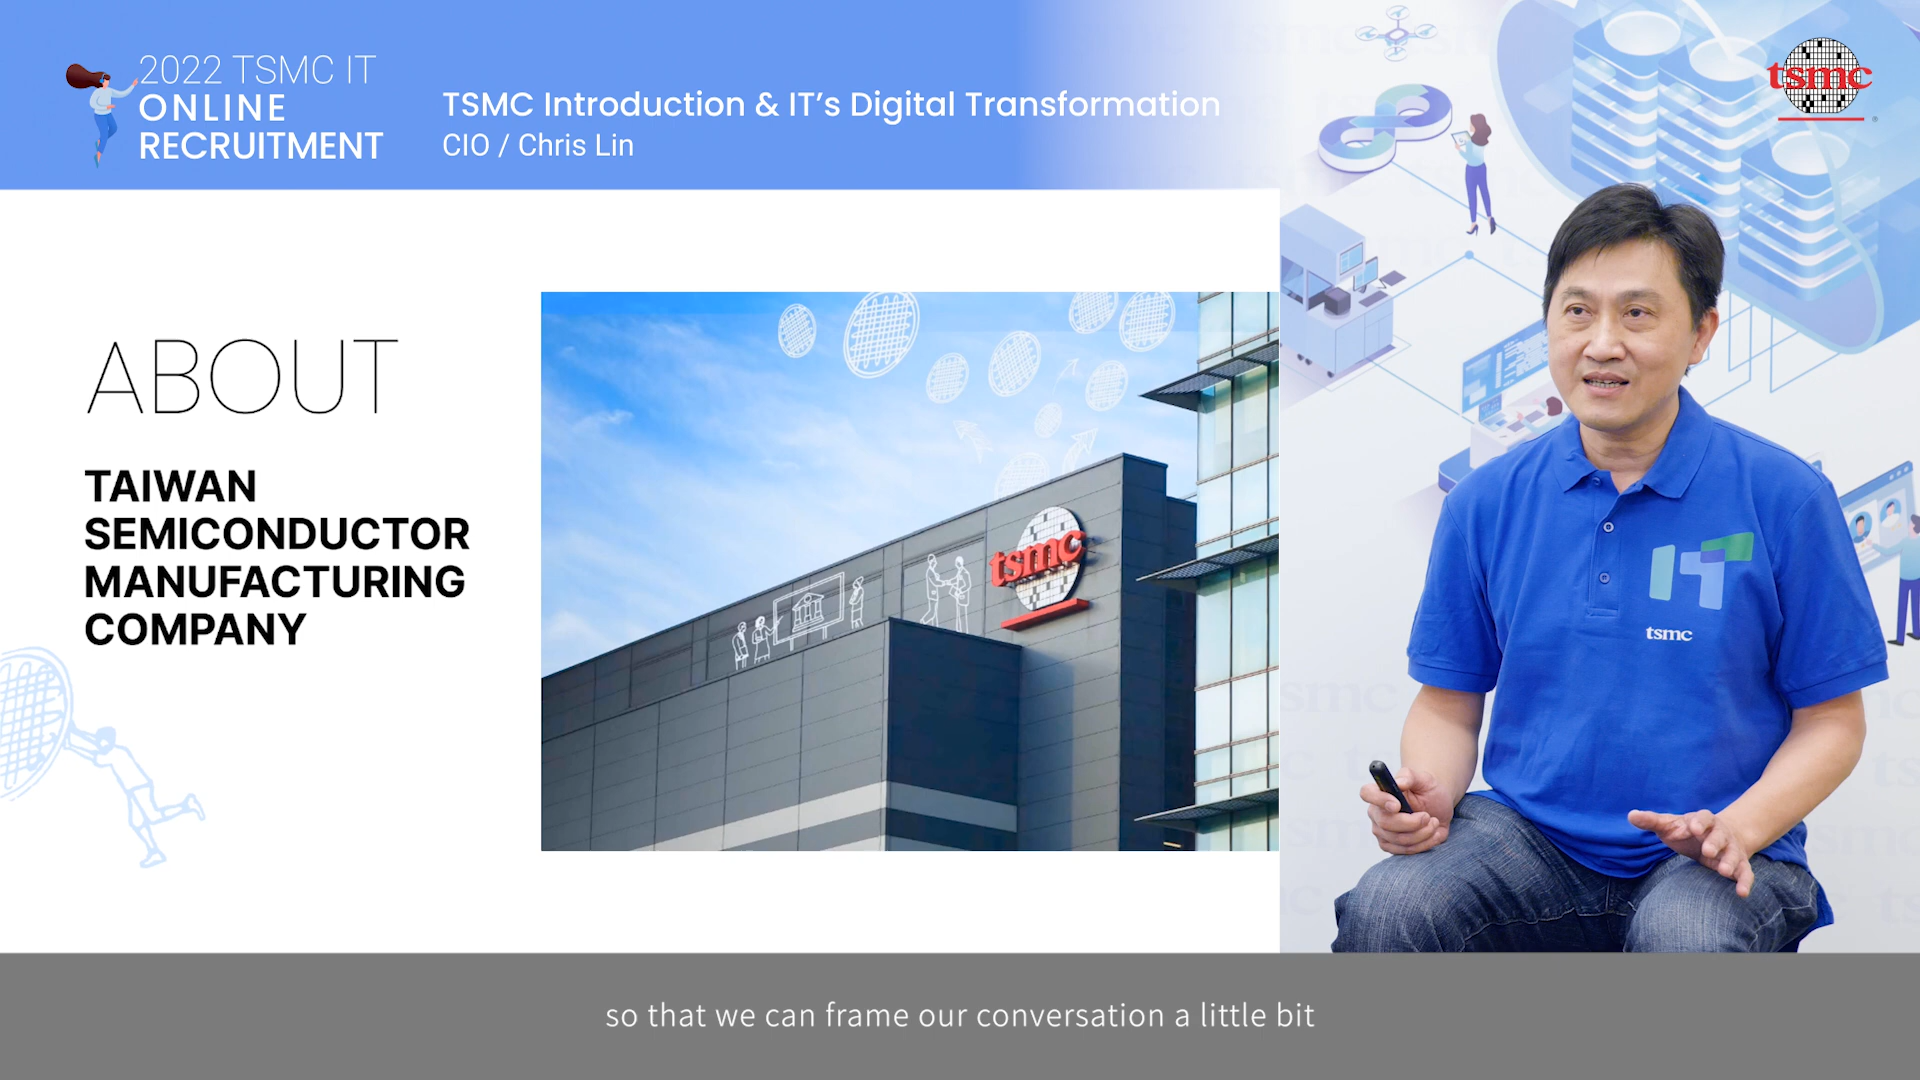 2022 TSMC IT
ONLINE
RECRUITMENT
TSMC Introduction & IT's Digital Transformation
CIO / Chris Lin
tsmc
ABOUT
TAIWAN
SEMICONDUCTOR
MANUFACTURING
COMPANY
tsmc
IT
tsmc
so that we can frame our conversation a little bit